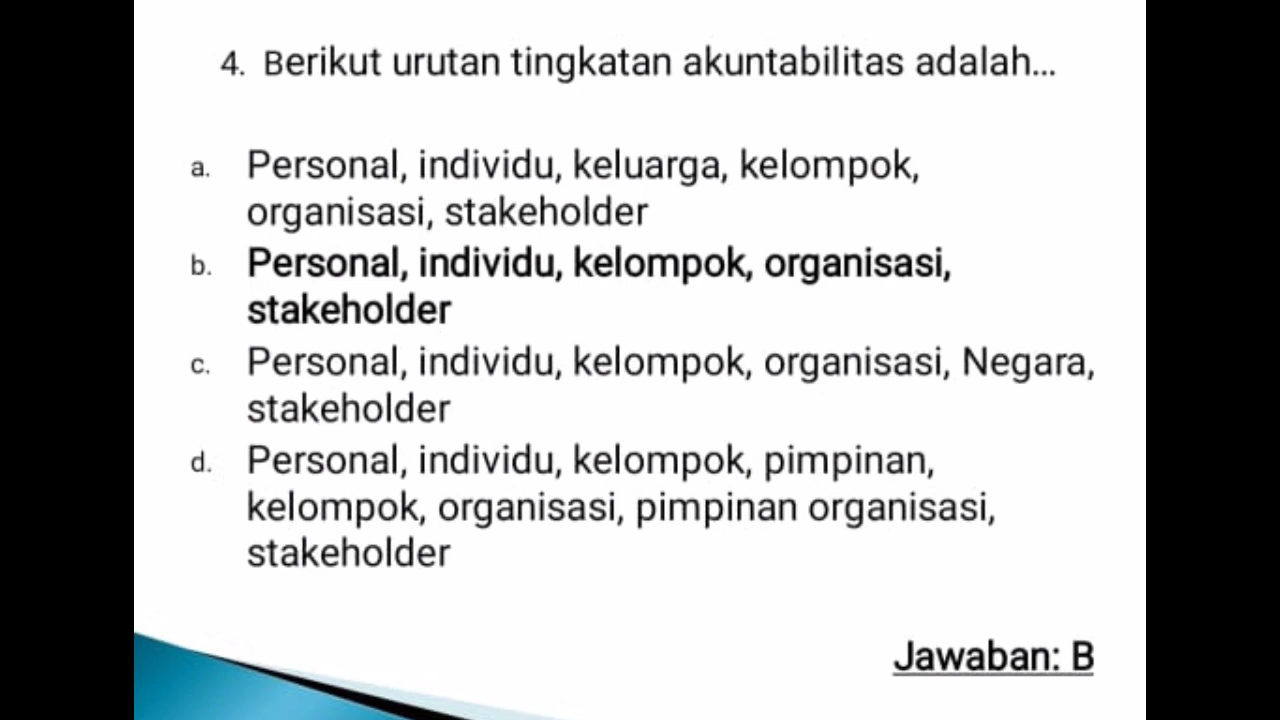 4. Berikut urutan tingkatan akuntabilitas adalah...
a. Personal, individu, keluarga, kelompok,
organisasi, stakeholder
b. Personal, individu, kelompok, organisasi,
stakeholder
c. Personal, individu, kelompok, organisasi, Negara,
stakeholder
d. Personal, individu, kelompok, pimpinan,
kelompok, organisasi, pimpinan organisasi,
stakeholder
Jawaban: B